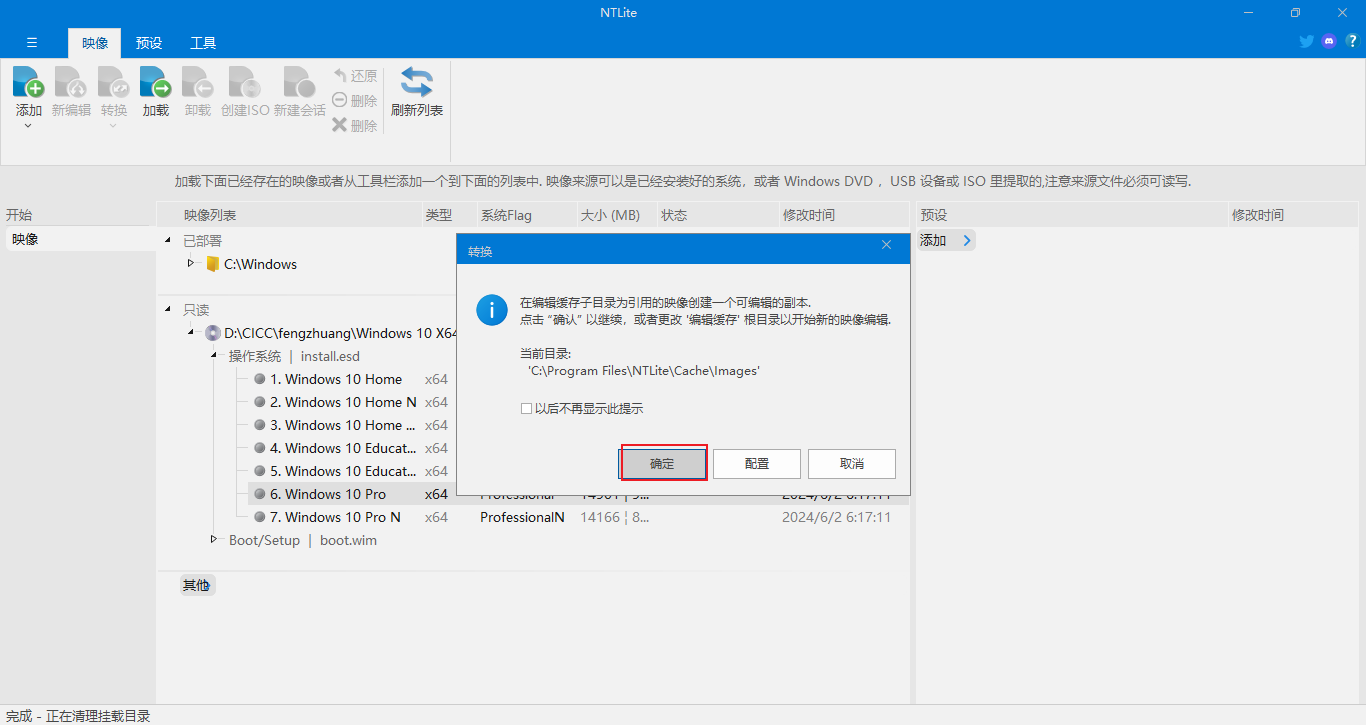 NTLite
映像 预设 工具
添加 新编辑 转换 加载 卸载 创建ISO 新建会话 还原 删除 删除 刷新列表
加载下面已经存在的映像或者从工具栏添加一个到下面的列表中. 映像来源可以是已经安装好的系统，或者 Windows DVD ，USB 设备或 ISO 里提取的,注意来源文件必须可读写.
开始
映像
映像列表 类型 系统Flag 大小 (MB) 状态 修改时间
已部署
C:\Windows
只读
D:\CICC\fengzhuang\Windows 10 X64
操作系统 | install.esd
1. Windows 10 Home x64
2. Windows 10 Home N x64
3. Windows 10 Home ... x64
4. Windows 10 Educat... x64
5. Windows 10 Educat... x64
6. Windows 10 Pro x64 Professional 14961 ¦ 9... 2024/6/2 6:17:11
7. Windows 10 Pro N x64 ProfessionalN 14166 ¦ 8... 2024/6/2 6:17:11
Boot/Setup | boot.wim
其他
预设 修改时间
添加
转换
在编辑缓存子目录为引用的映像创建一个可编辑的副本.
点击 “确认” 以继续，或者更改 '编辑缓存' 根目录以开始新的映像编辑.
当前目录:
'C:\Program Files\NTLite\Cache\Images'
以后不再显示此提示
确定 配置 取消
完成 - 正在清理挂载目录